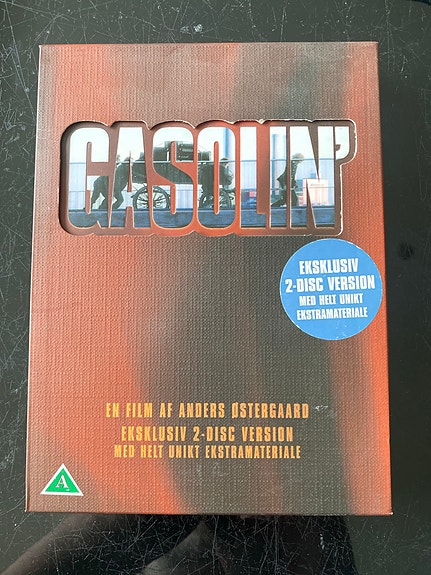 GASOLIN'
EKSKLUSIV
2-DISC VERSION
MED HELT UNIKT
EKSTRAMATERIALE
EN FILM AF ANDERS ØSTERGAARD
EKSKLUSIV 2-DISC VERSION
MED HELT UNIKT EKSTRAMATERIALE
A